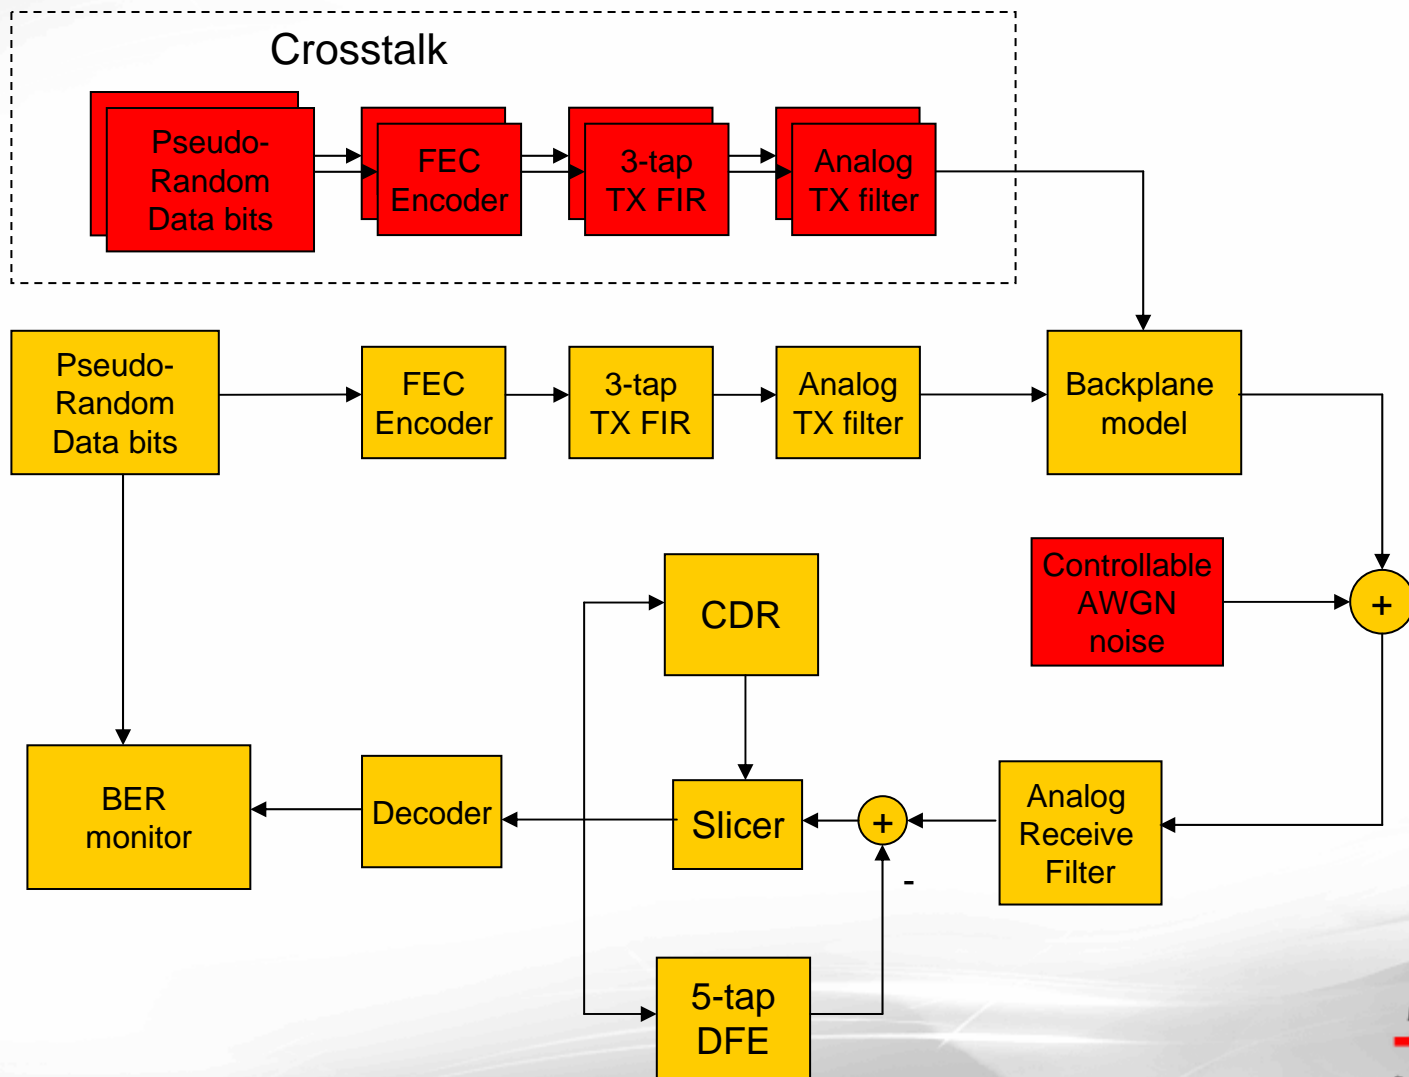 Crosstalk
Pseudo-
Random
Data bits
FEC
Encoder
3-tap
TX FIR
Analog
TX filter
Pseudo-
Random
Data bits
FEC
Encoder
3-tap
TX FIR
Analog
TX filter
Backplane
model
Controllable
AWGN
noise
+
CDR
BER
monitor
Decoder
Slicer
+
-
Analog
Receive
Filter
5-tap
DFE